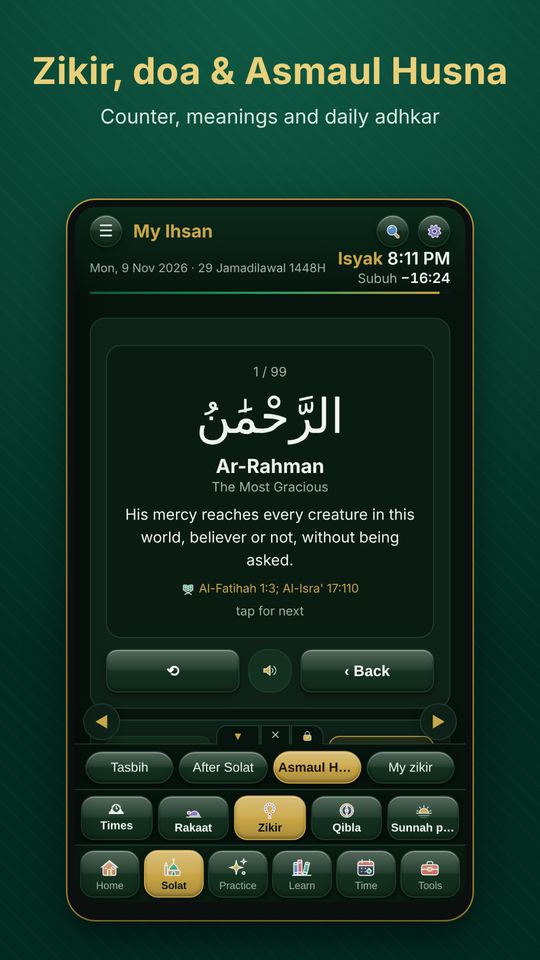 Zikir, doa & Asmaul Husna
Counter, meanings and daily adhkar
My Ihsan
Mon, 9 Nov 2026 · 29 Jamadilawal 1448H
Isyak 8:11 PM
Subuh −16:24
1 / 99
الرَّحْمَٰنُ
Ar-Rahman
The Most Gracious
His mercy reaches every creature in this
world, believer or not, without being
asked.
Al-Fatihah 1:3; Al-Isra' 17:110
tap for next
‹ Back
Tasbih
After Solat
Asmaul H…
My zikir
Times
Rakaat
Zikir
Qibla
Sunnah p…
Home
Solat
Practice
Learn
Time
Tools